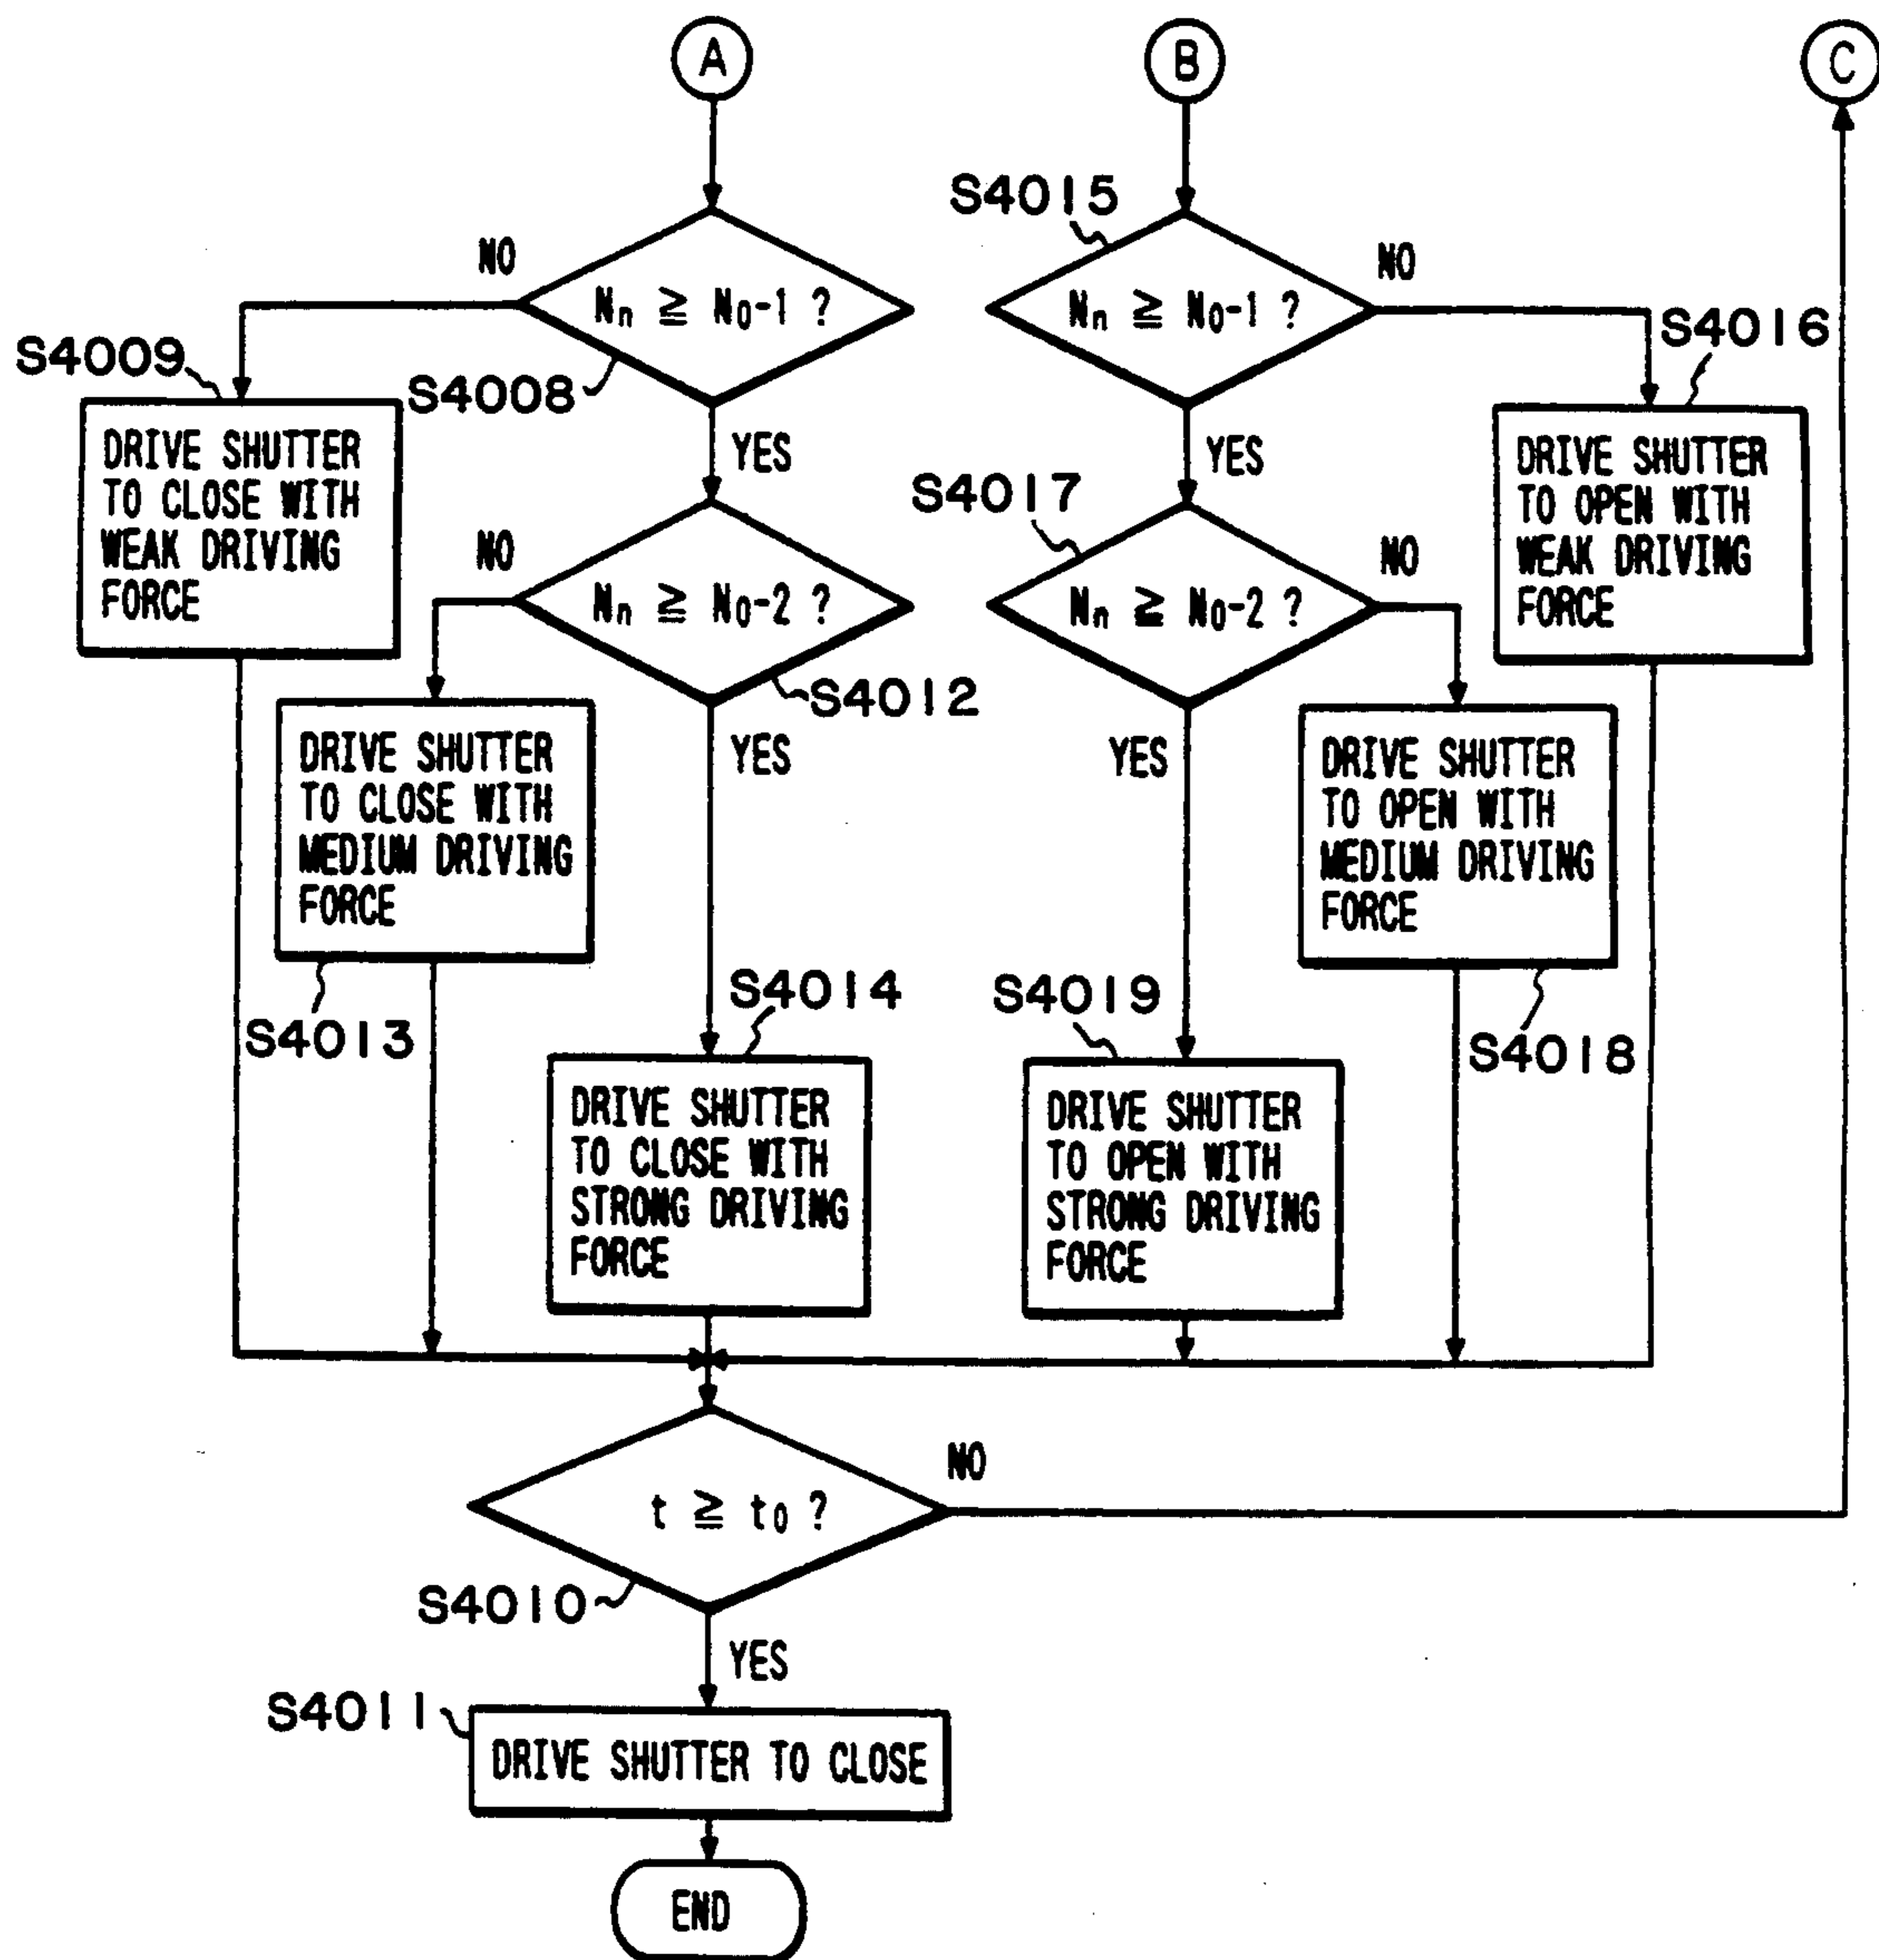 A
B
C
S4015
NO
Nn ≧ N0-1 ?
Nn ≧ N0-1 ?
NO
S4009
S4008
S4016
YES
YES
DRIVE SHUTTER
TO CLOSE WITH
WEAK DRIVING
FORCE
DRIVE SHUTTER
TO OPEN WITH
WEAK DRIVING
FORCE
S4017
NO
Nn ≧ N0-2 ?
Nn ≧ N0-2 ?
NO
S4012
YES
YES
DRIVE SHUTTER
TO CLOSE WITH
MEDIUM DRIVING
FORCE
DRIVE SHUTTER
TO OPEN WITH
MEDIUM DRIVING
FORCE
S4013
S4014
S4019
S4018
DRIVE SHUTTER
TO CLOSE WITH
STRONG DRIVING
FORCE
DRIVE SHUTTER
TO OPEN WITH
STRONG DRIVING
FORCE
t ≧ t0 ?
NO
S4010
YES
S4011
DRIVE SHUTTER TO CLOSE
END